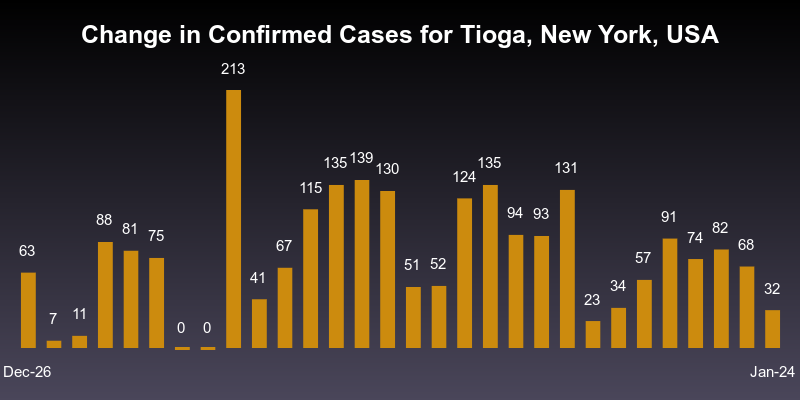 Change in Confirmed Cases for Tioga, New York, USA
63 7 11 88 81 75 0 0 213 41 67 115 135 139 130 51 52 124 135 94 93 131 23 34 57 91 74 82 68 32
Dec-26 Jan-24